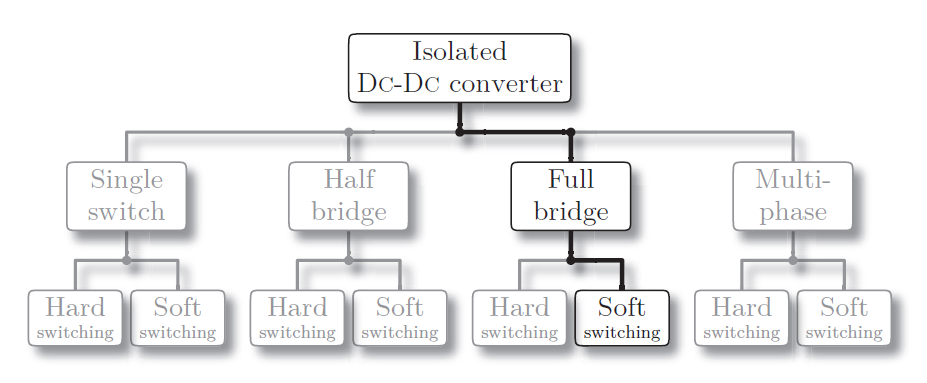 Isolated
DC-DC converter
Single
switch
Half
bridge
Full
bridge
Multi-
phase
Hard
switching
Soft
switching
Hard
switching
Soft
switching
Hard
switching
Soft
switching
Hard
switching
Soft
switching